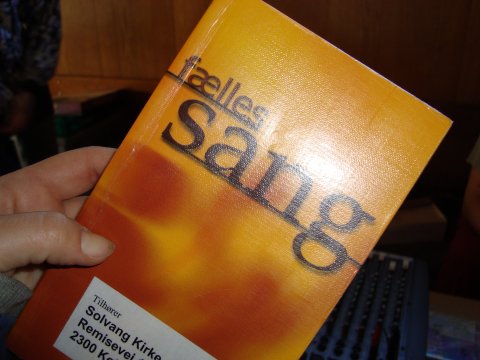 fælles
sang
Tilhører
Solvang Kirke
Remisevej
2300 K